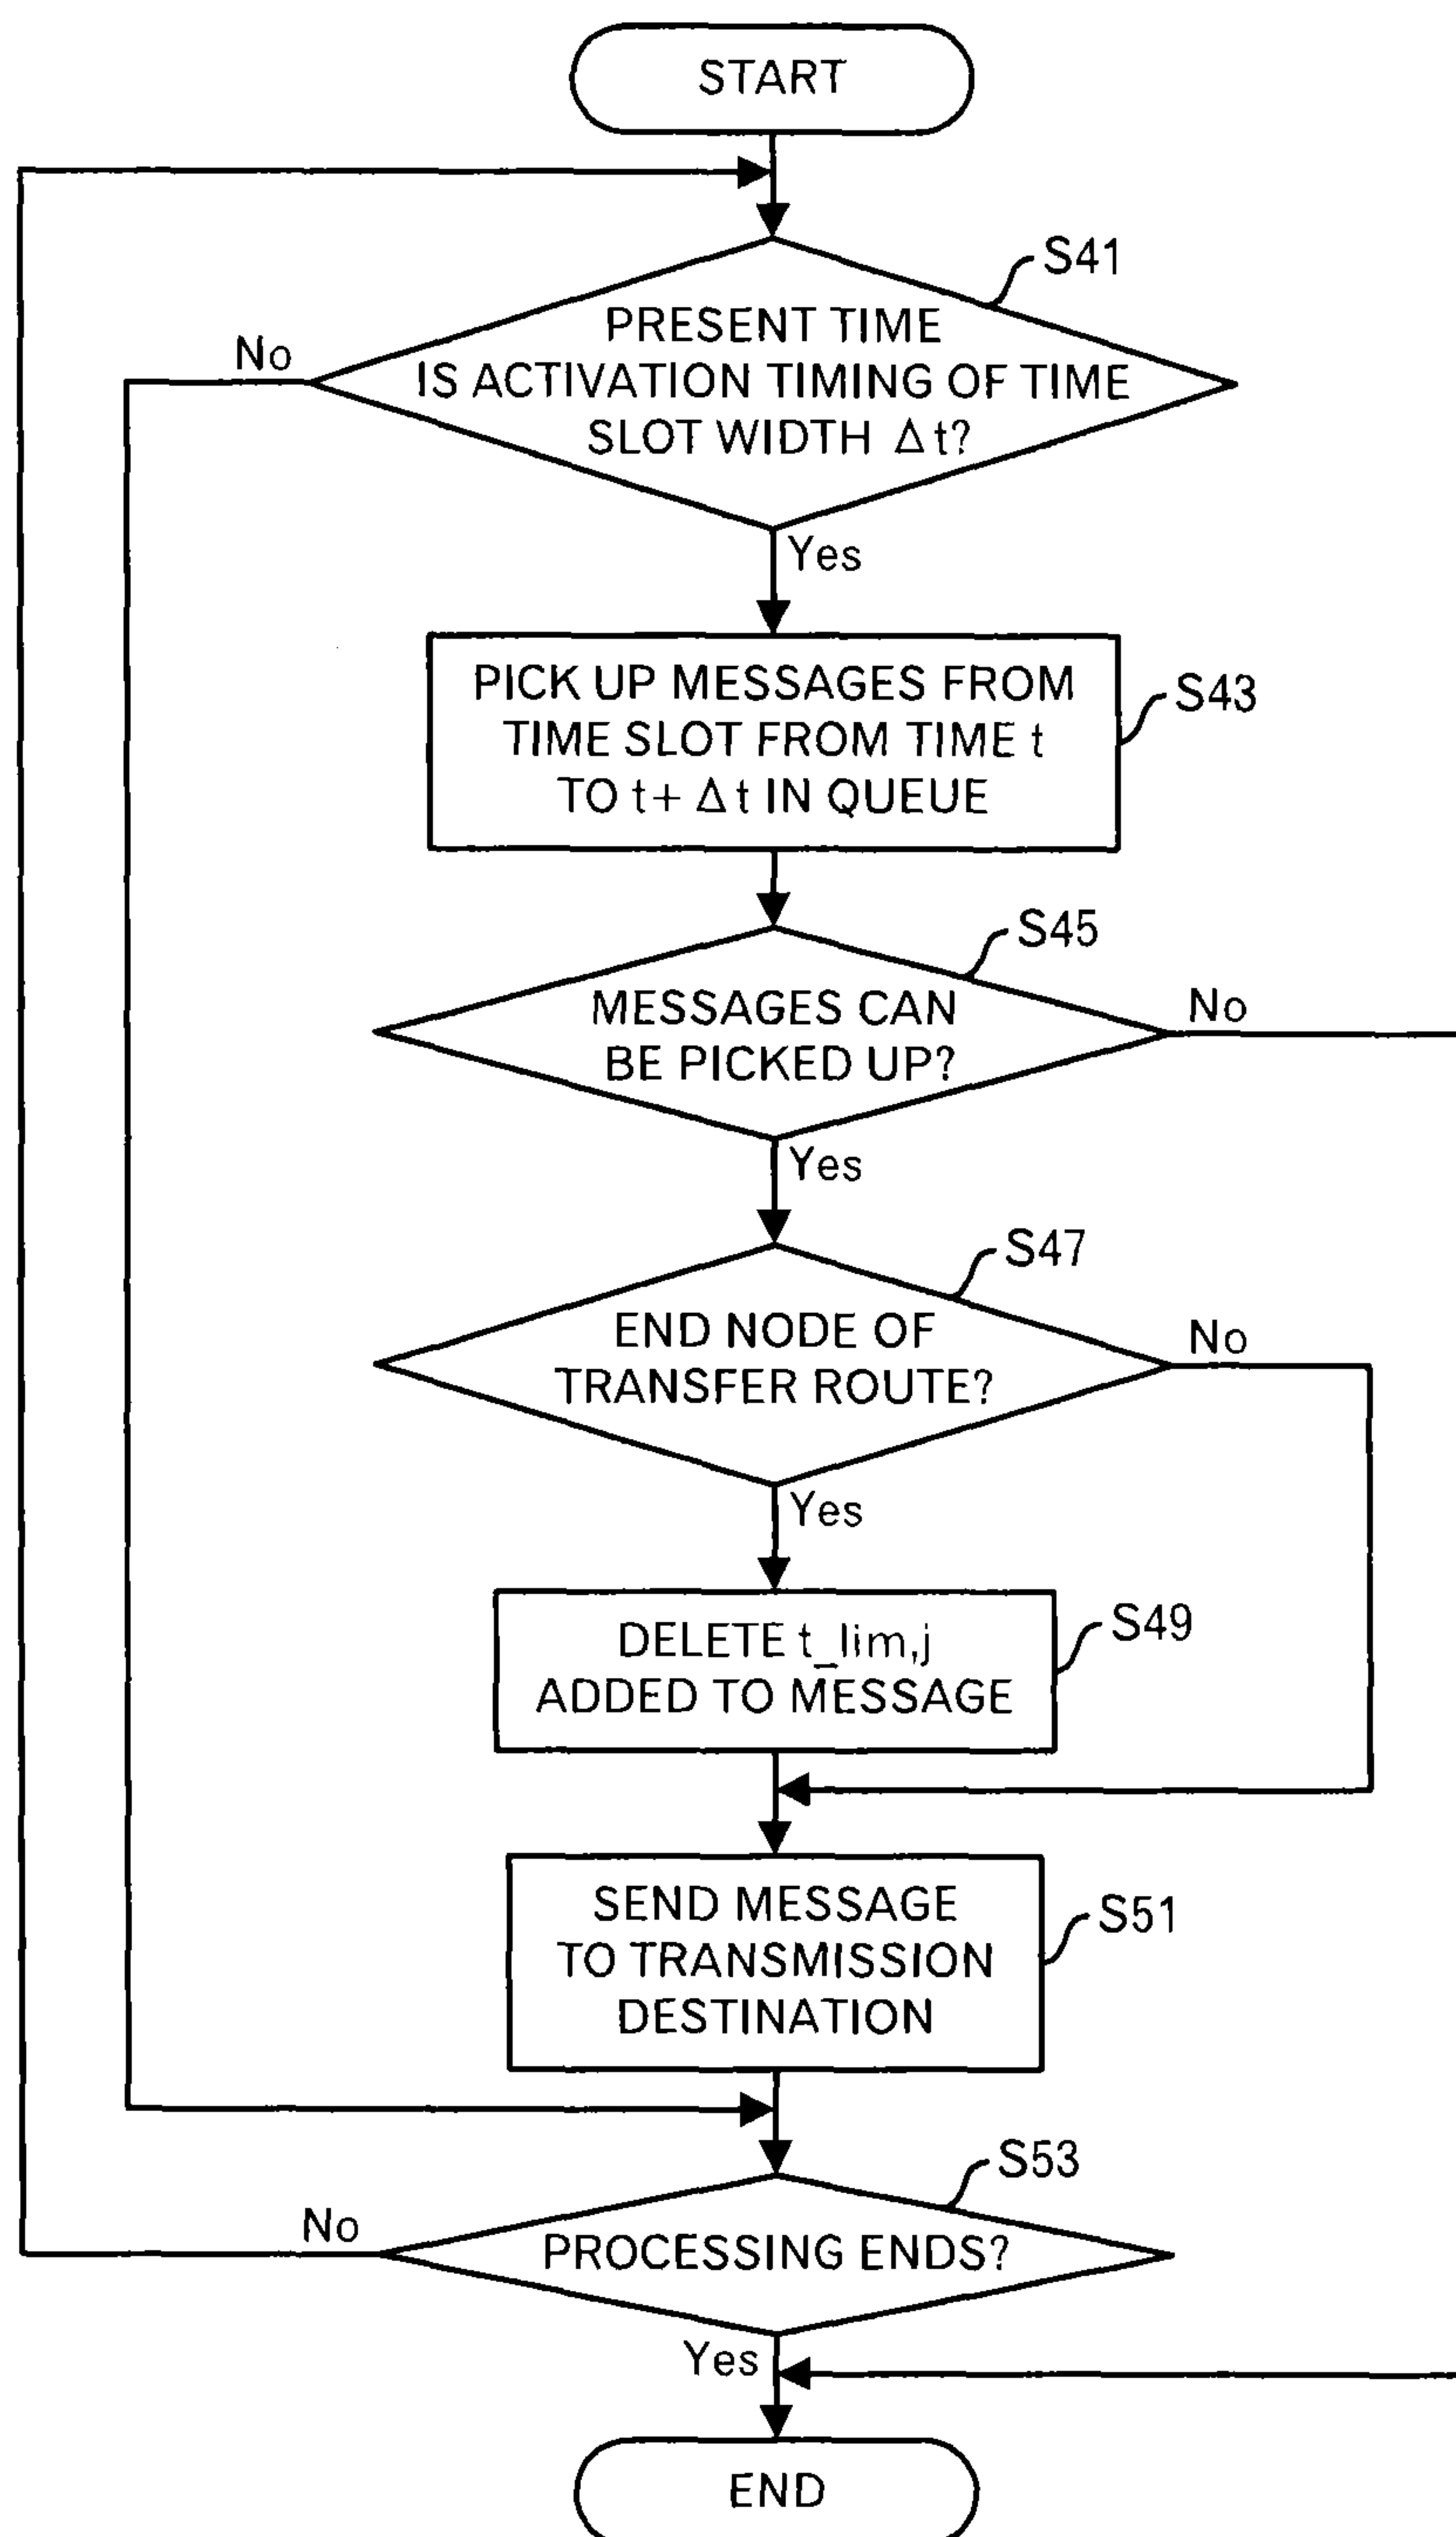 START
S41
PRESENT TIME
No
IS ACTIVATION TIMING OF TIME
SLOT WIDTH Δt?
Yes
PICK UP MESSAGES FROM
S43
TIME SLOT FROM TIME t
TO t+ Δt IN QUEUE
S45
MESSAGES CAN
No
BE PICKED UP?
Yes
S47
END NODE OF
No
TRANSFER ROUTE?
Yes
S49
DELETE t_lim,j
ADDED TO MESSAGE
SEND MESSAGE
S51
TO TRANSMISSION
DESTINATION
S53
No
PROCESSING ENDS?
Yes
END